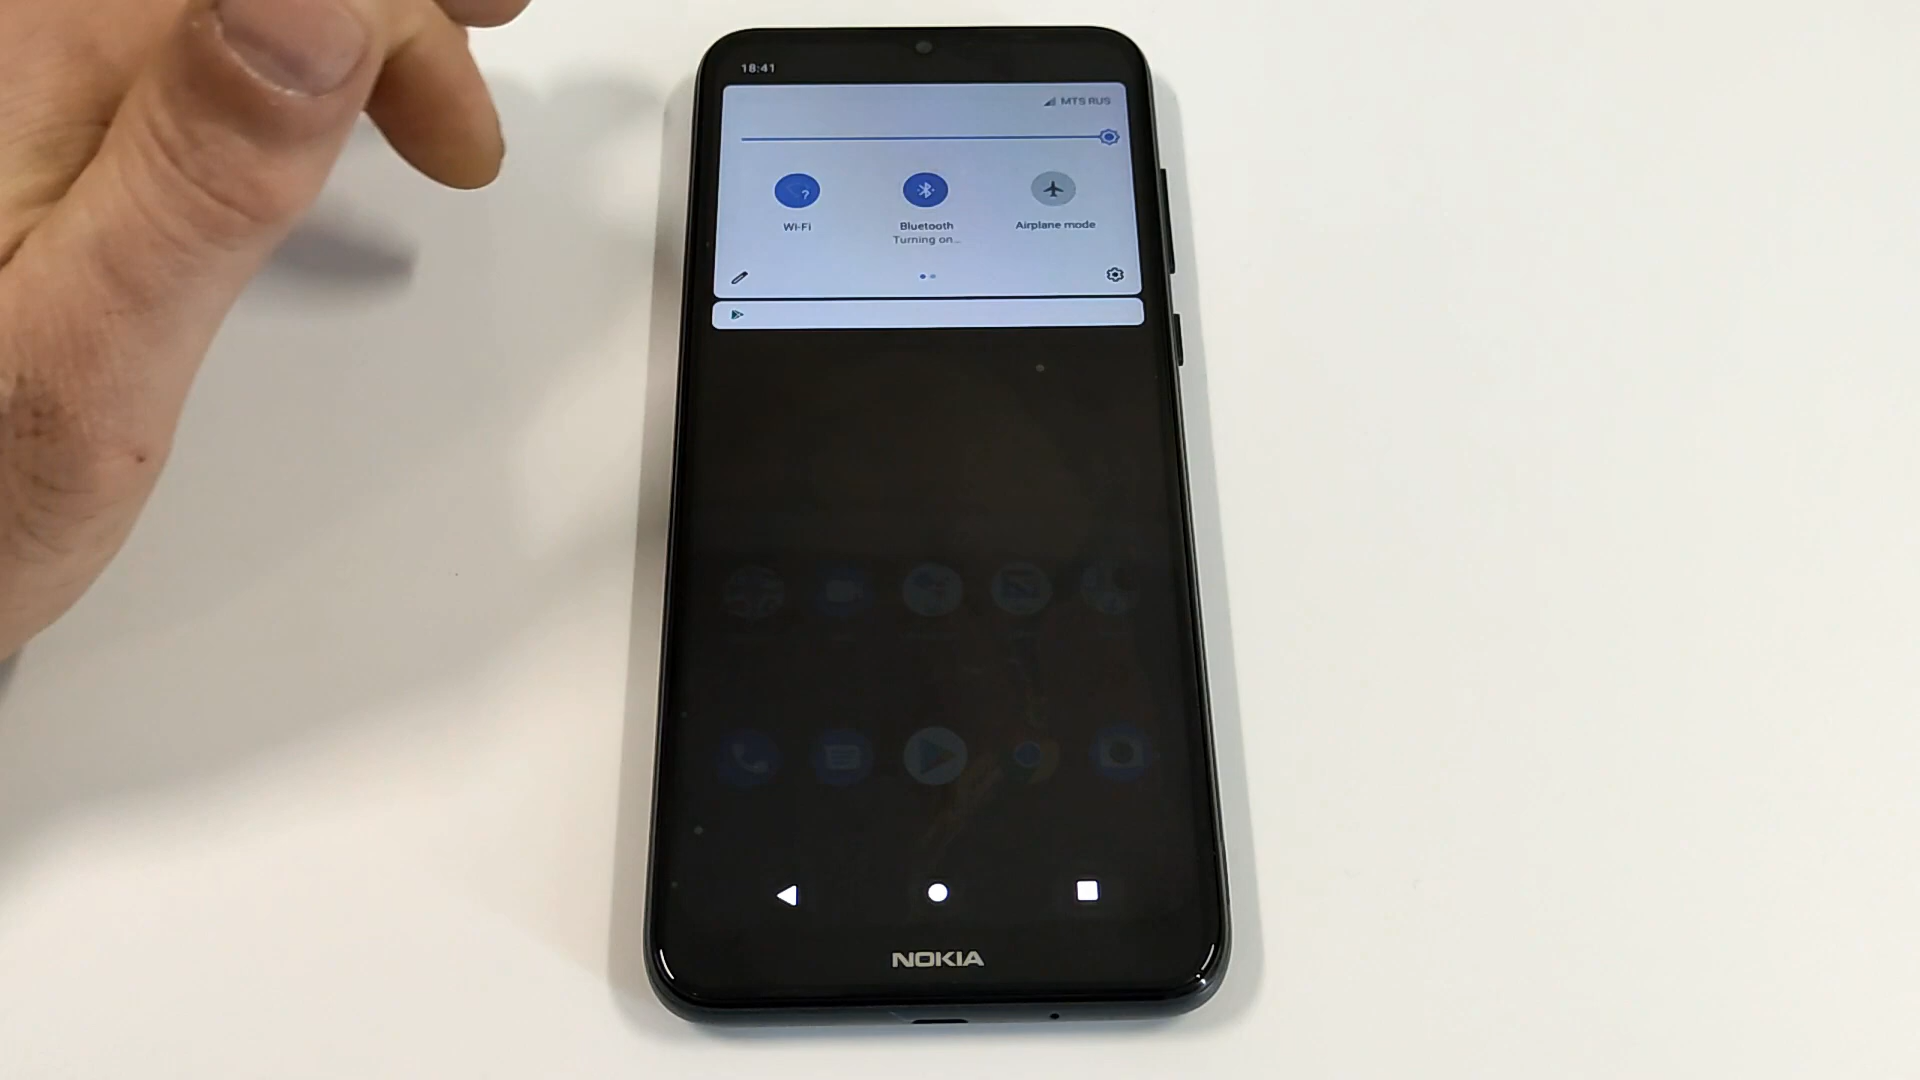 18:41
MTS RUS
Wi-Fi
Bluetooth
Airplane mode
Turning on...
NOKIA